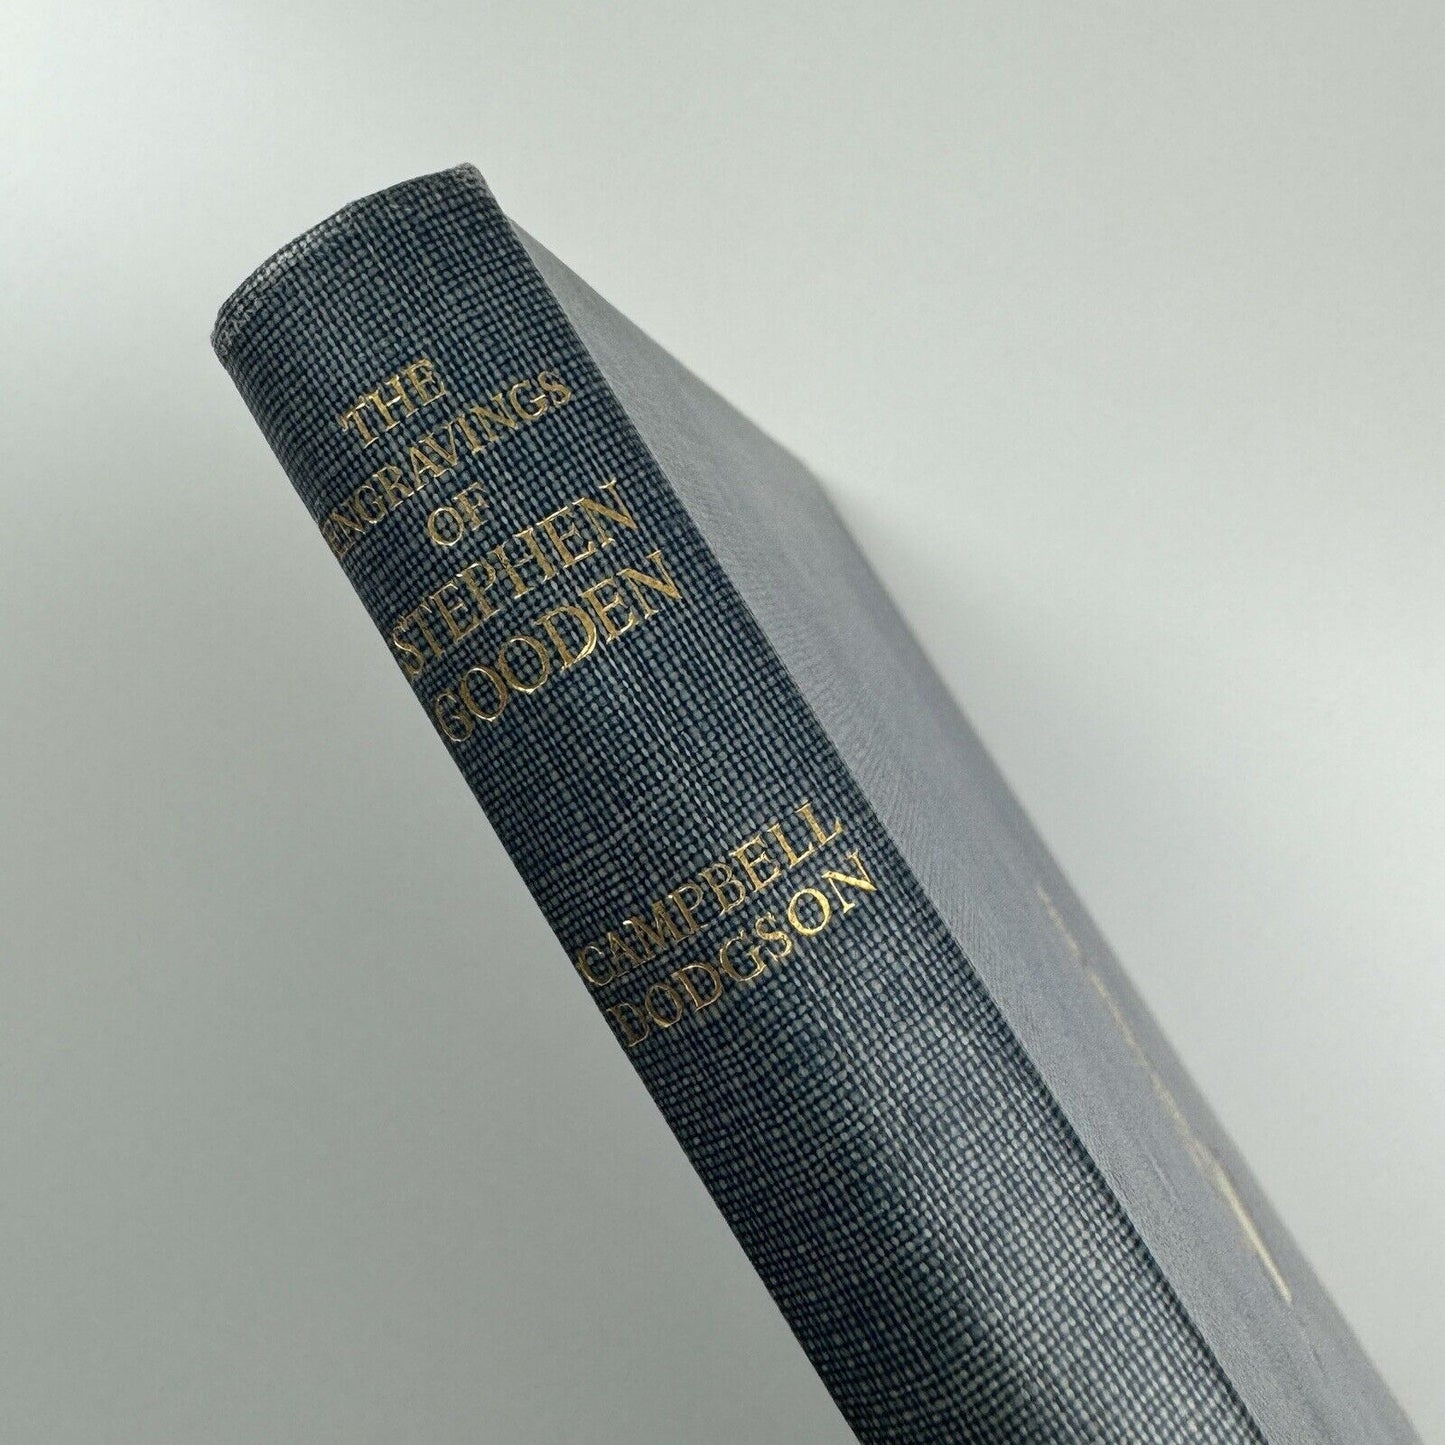 THE
ENGRAVINGS
OF
STEPHEN
GOODEN
CAMPBELL
DODGSON